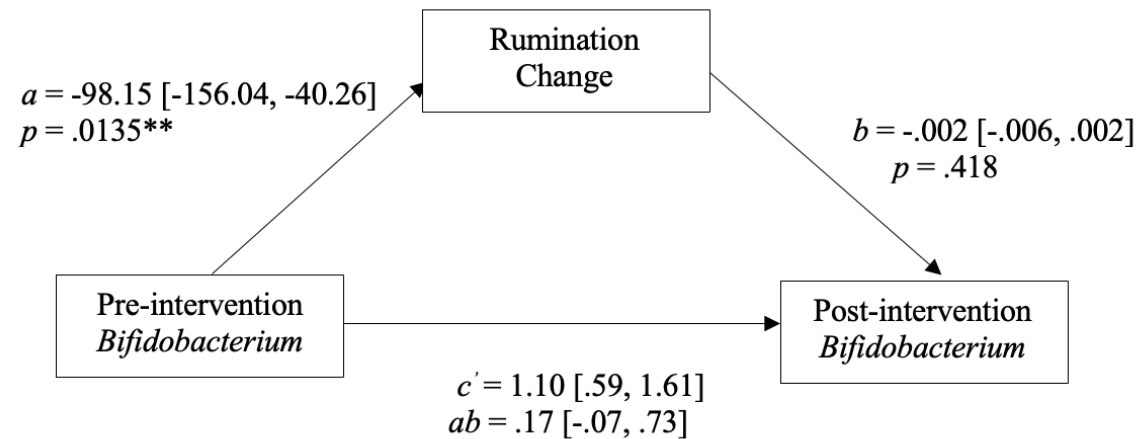 Rumination
Change
a = -98.15 [-156.04, -40.26]
p = .0135**
b = -.002 [-.006, .002]
p = .418
Pre-intervention
Bifidobacterium
Post-intervention
Bifidobacterium
c’ = 1.10 [.59, 1.61]
ab = .17 [-.07, .73]